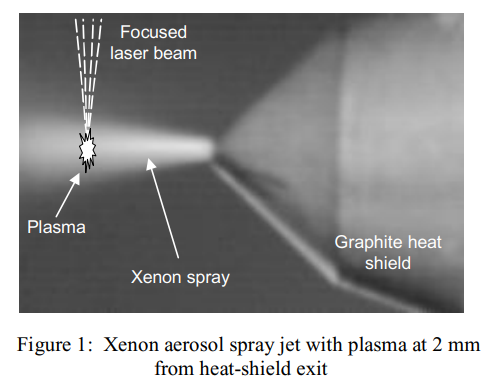 Focused
laser beam
Plasma
Xenon spray
Graphite heat
shield
Figure 1:  Xenon aerosol spray jet with plasma at 2 mm
from heat-shield exit